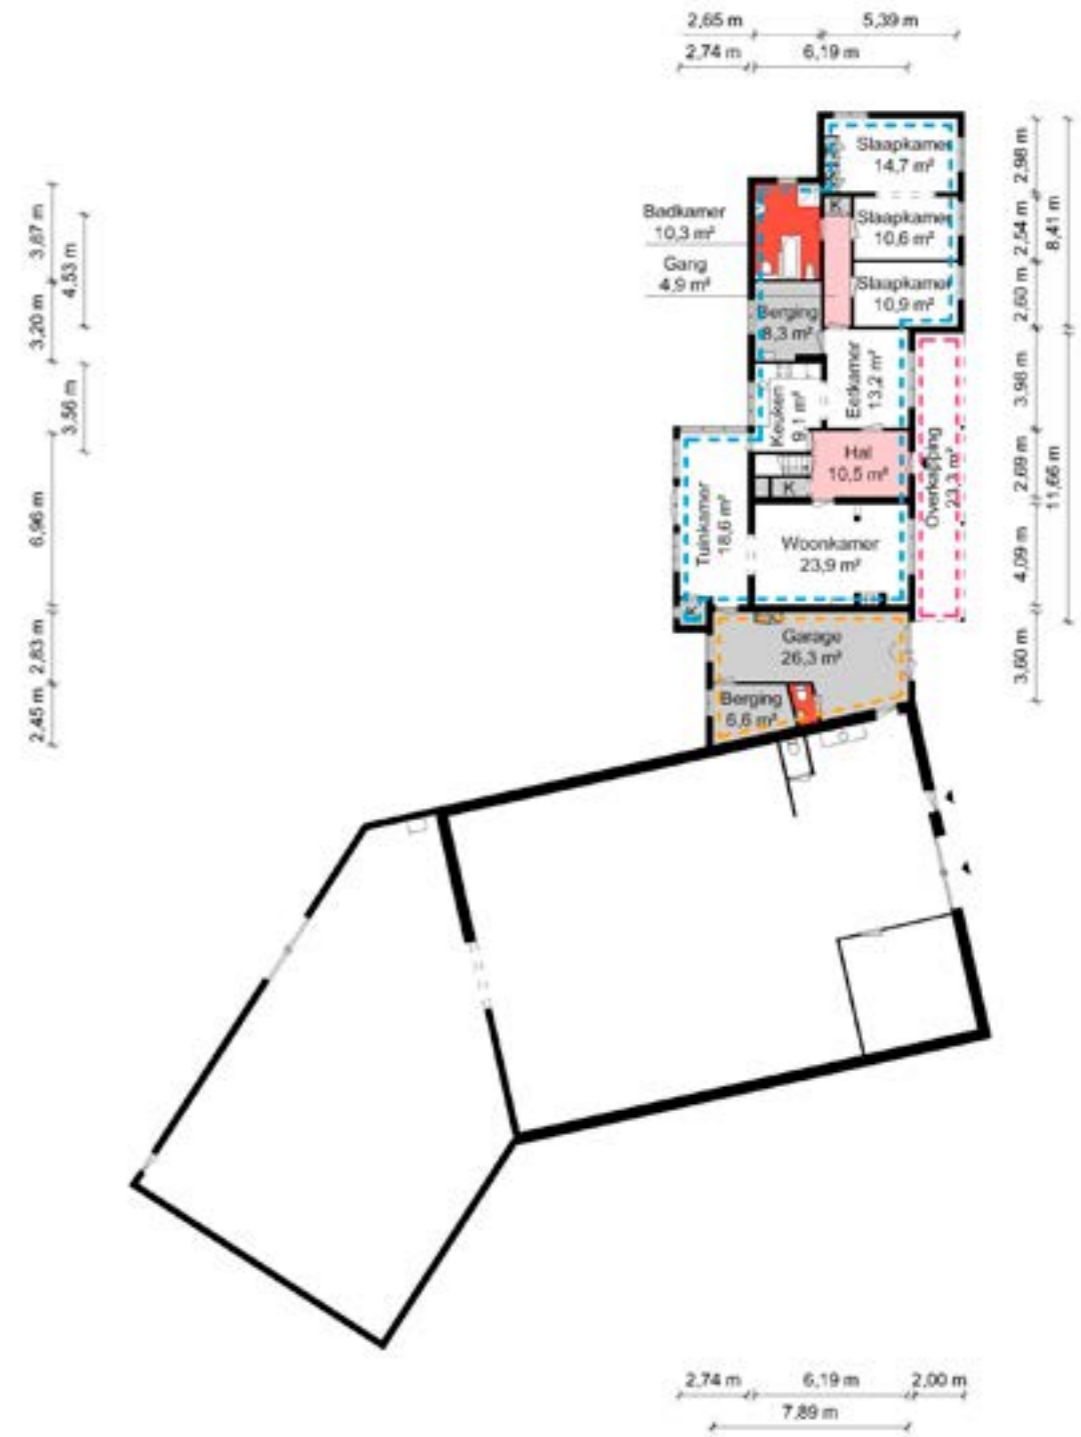 2,65 m
5,39 m
2,74 m
6,19 m
Slaapkamer
14,7 m²
K
Slaapkamer
10,6 m²
Slaapkamer
10,9 m²
Badkamer
10,3 m²
Gang
4,9 m²
Berging
8,3 m²
Eetkamer
13,2 m²
Keuken
9,1 m²
Hal
10,5 m²
K
Overkapping
23,3 m²
Tuinkamer
18,6 m²
Woonkamer
23,9 m²
K
Garage
26,3 m²
Berging
6,6 m²
3,87 m
4,53 m
3,20 m
3,56 m
6,96 m
2,83 m
2,45 m
2,98 m
2,54 m
8,41 m
2,60 m
3,98 m
2,69 m
11,66 m
4,09 m
3,60 m
2,74 m
6,19 m
2,00 m
7,89 m